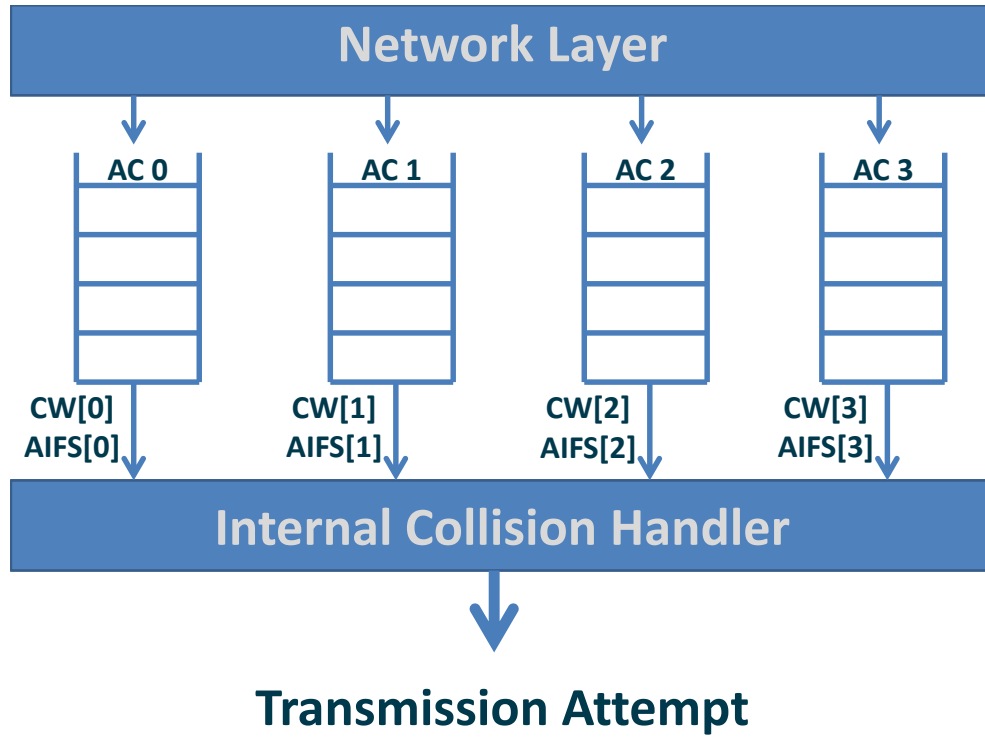 Network Layer
AC 0
AC 1
AC 2
AC 3
CW[0]
AIFS[0]
CW[1]
AIFS[1]
CW[2]
AIFS[2]
CW[3]
AIFS[3]
Internal Collision Handler
Transmission Attempt